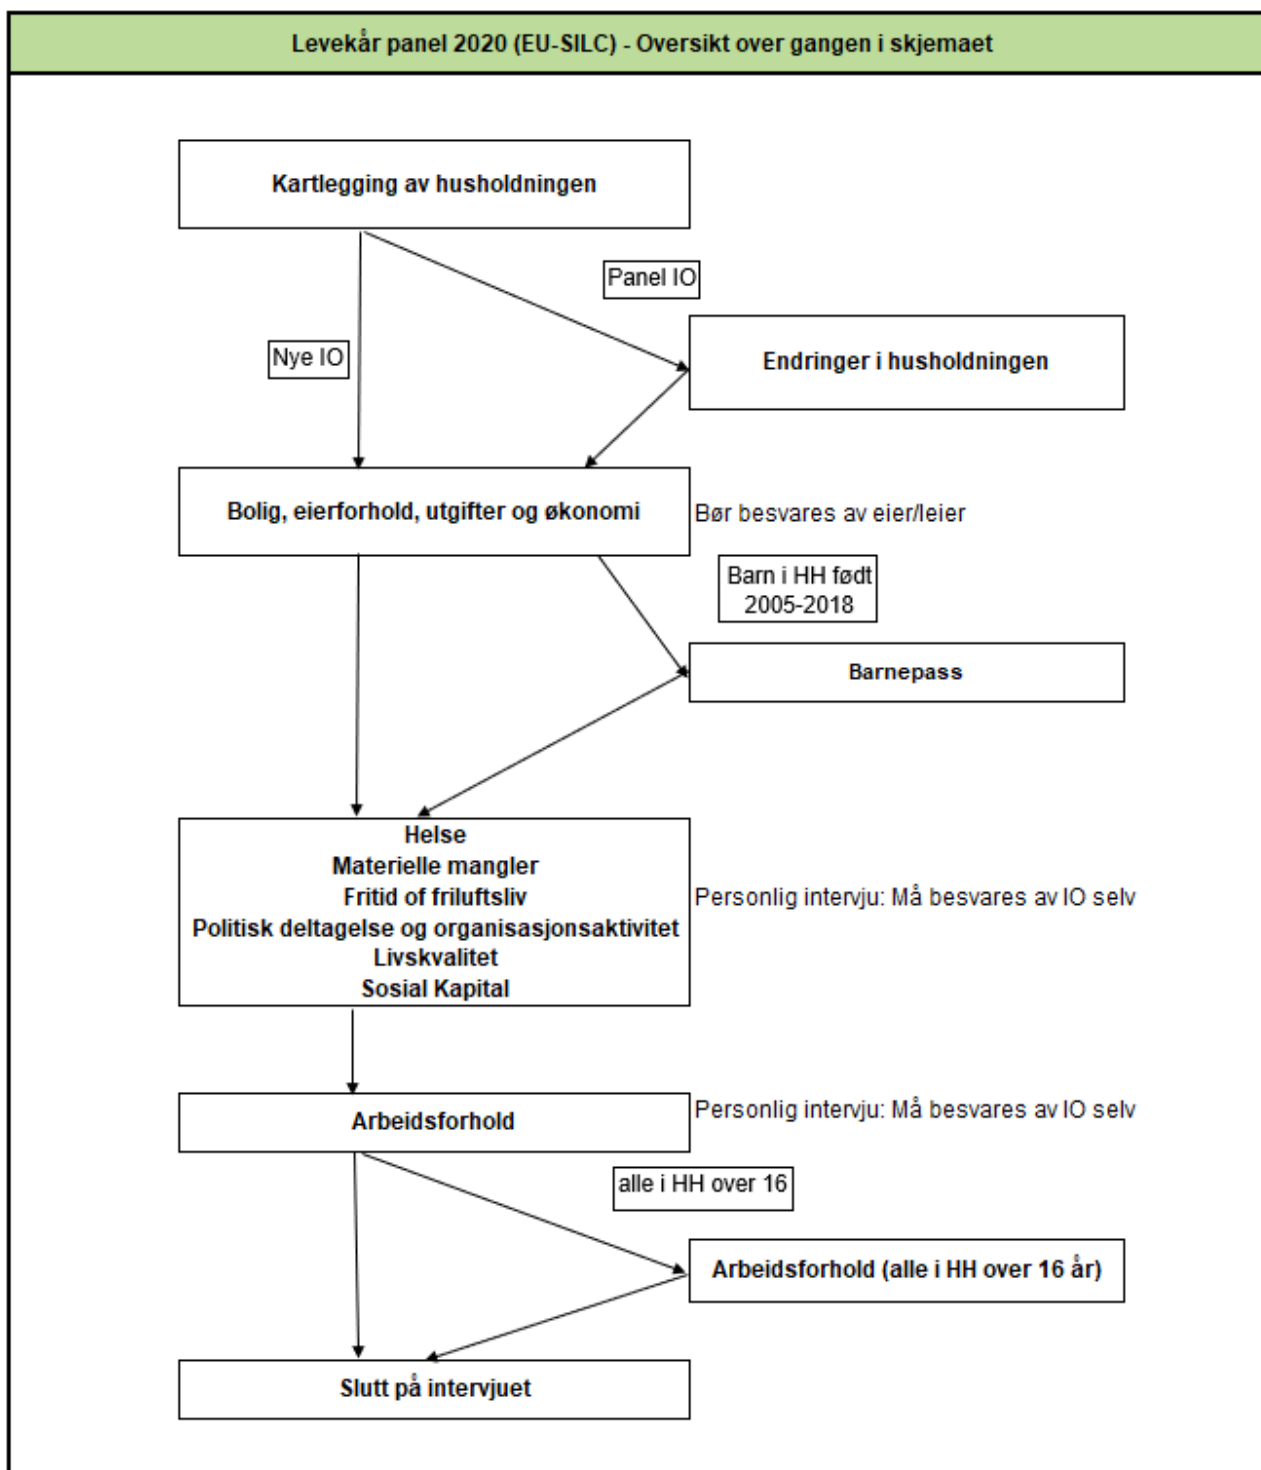 Levekår panel 2020 (EU-SILC) - Oversikt over gangen i skjemaet
Kartlegging av husholdningen
Panel IO
Nye IO
Endringer i husholdningen
Bolig, eierforhold, utgifter og økonomi
Bør besvares av eier/leier
Barn i HH født
2005-2018
Barnepass
Helse
Materielle mangler
Fritid of friluftsliv
Politisk deltagelse og organisasjonsaktivitet
Livskvalitet
Sosial Kapital
Personlig intervju: Må besvares av IO selv
Arbeidsforhold
Personlig intervju: Må besvares av IO selv
alle i HH over 16
Arbeidsforhold (alle i HH over 16 år)
Slutt på intervjuet